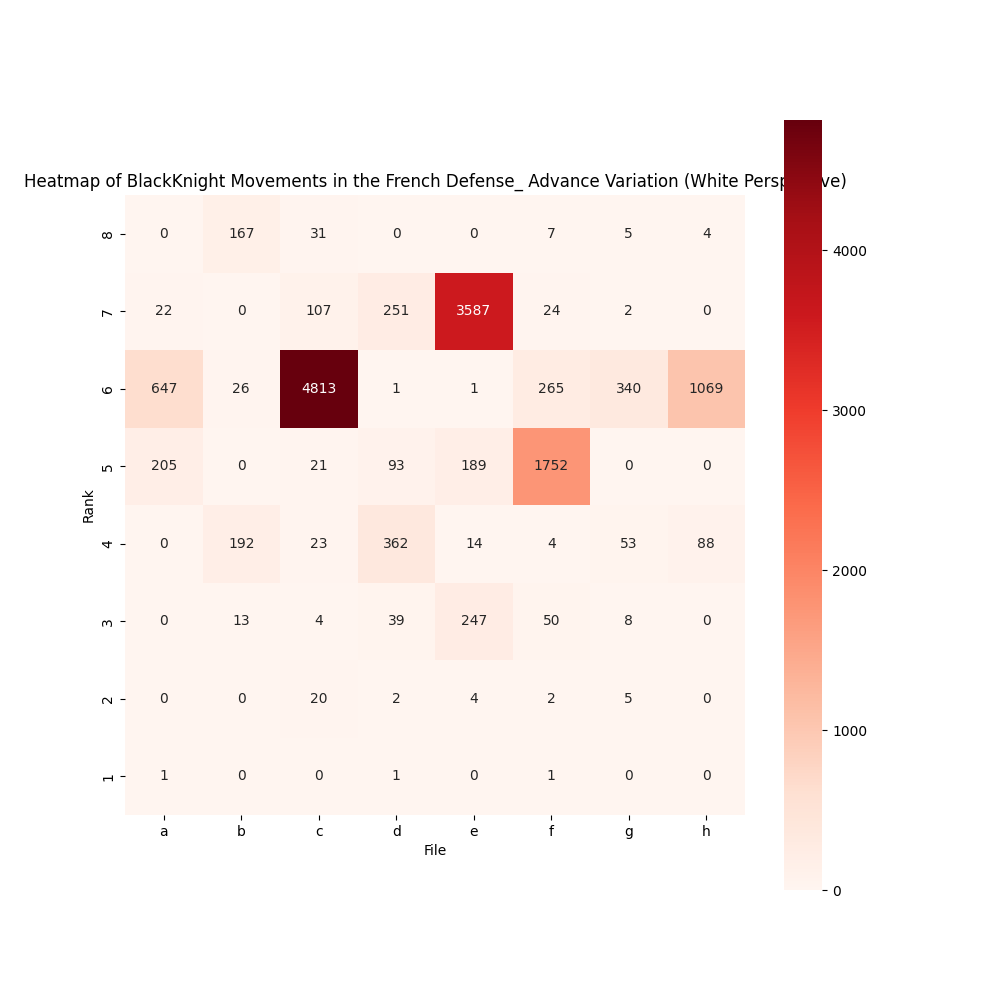 Heatmap of BlackKnight Movements in the French Defense_ Advance Variation (White Perspective)
8 0 167 31 0 0 7 5 4
7 22 0 107 251 3587 24 2 0
6 647 26 4813 1 1 265 340 1069
5 205 0 21 93 189 1752 0 0
4 0 192 23 362 14 4 53 88
3 0 13 4 39 247 50 8 0
2 0 0 20 2 4 2 5 0
1 1 0 0 1 0 1 0 0
a b c d e f g h
File
Rank
4000
3000
2000
1000
0